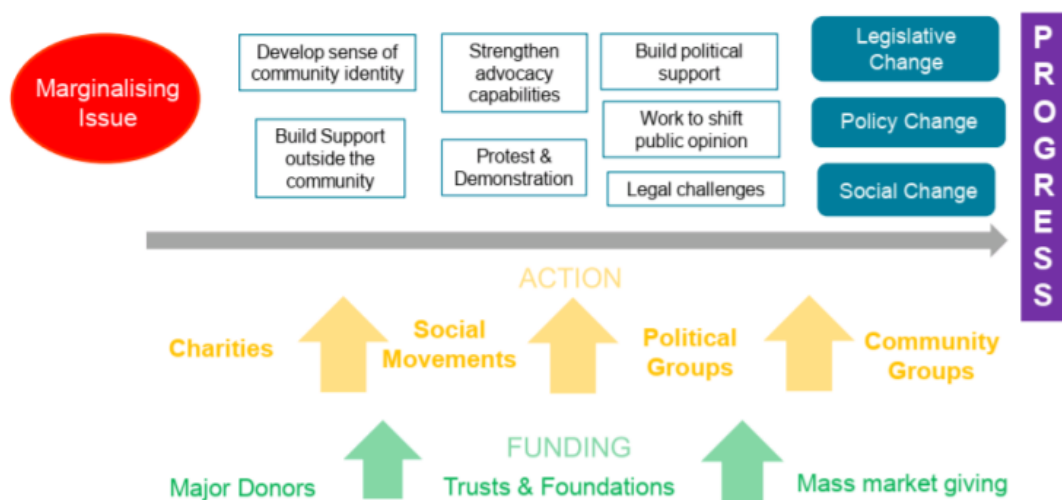 Marginalising
Issue
Develop sense of
community identity
Build Support
outside the
community
Strengthen
advocacy
capabilities
Protest &
Demonstration
Build political
support
Work to shift
public opinion
Legal challenges
Legislative
Change
Policy Change
Social Change
P
R
O
G
R
E
S
S
ACTION
Charities
Social
Movements
Political
Groups
Community
Groups
FUNDING
Major Donors
Trusts & Foundations
Mass market giving